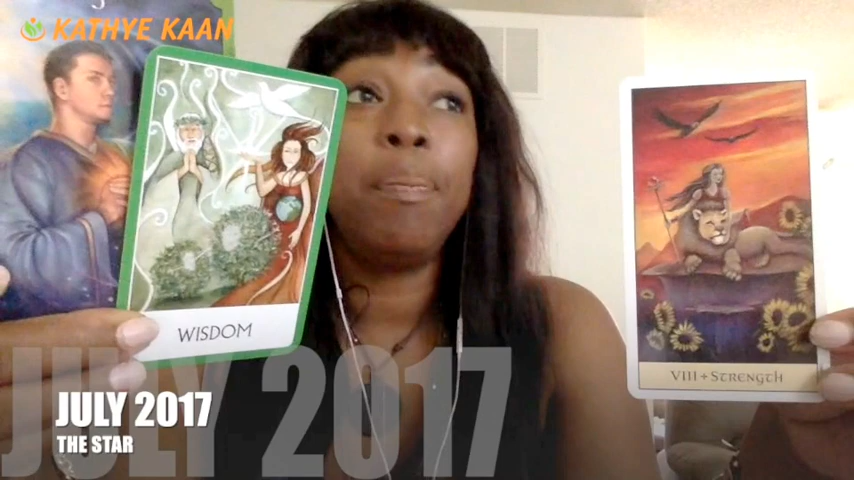 KATHYE KAAN
WISDOM
VIII + STRENGTH
JULY 2017
JULY 2017
THE STAR